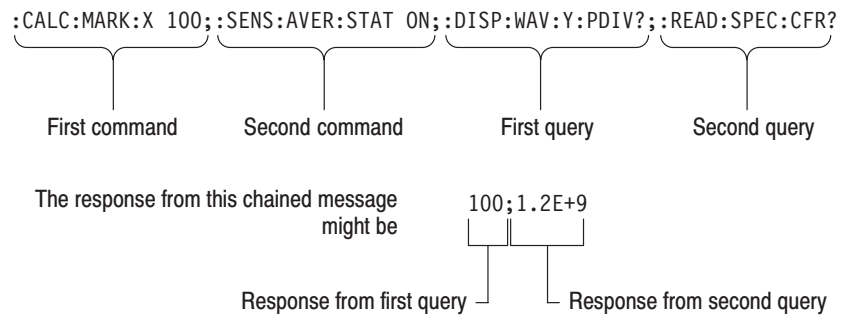 :CALC:MARK:X 100;:SENS:AVER:STAT ON;:DISP:WAV:Y:PDIV?;:READ:SPEC:CFR?
First command Second command First query Second query
The response from this chained message
might be
100;1.2E+9
Response from first query Response from second query